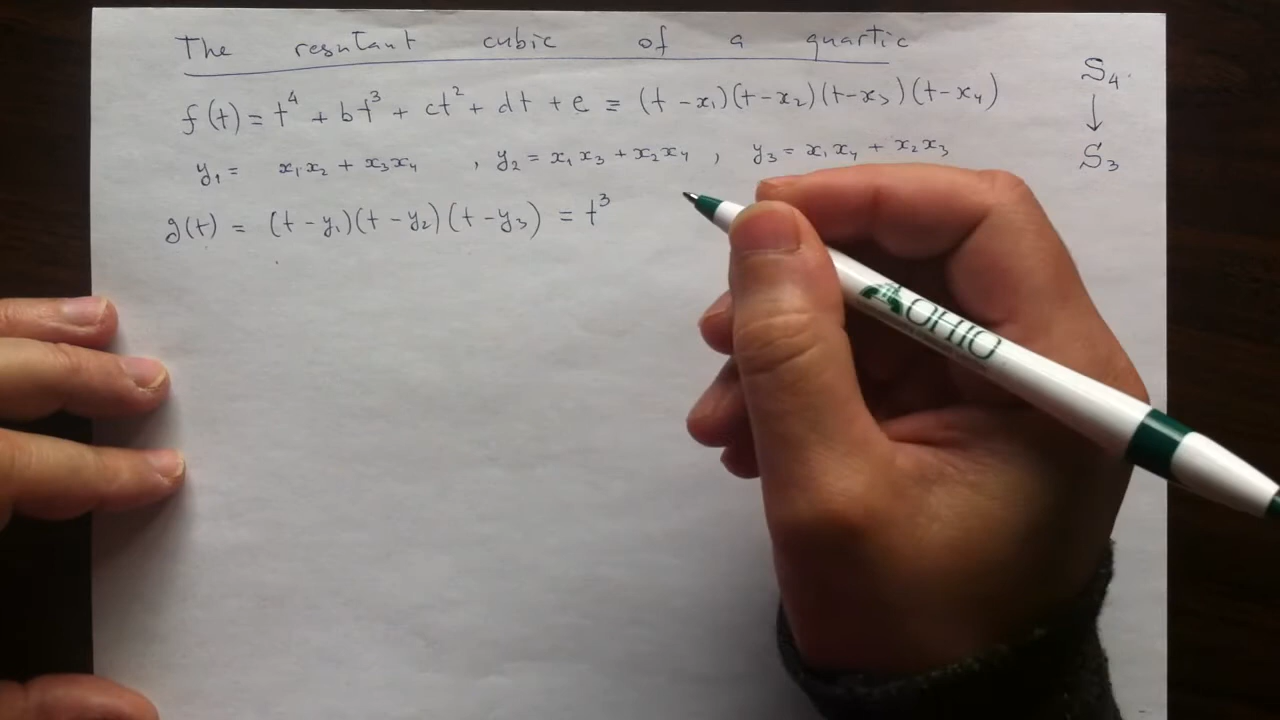 The resutant cubic of a quartic
f(t) = t⁴ + bt³ + ct² + dt + e = (t - x₁)(t - x₂)(t - x₃)(t - x₄)
y₁ = x₁x₂ + x₃x₄ , y₂ = x₁x₃ + x₂x₄ , y₃ = x₁x₄ + x₂x₃
g(t) = (t - y₁)(t - y₂)(t - y₃) = t³
S₄
↓
S₃
OHIO